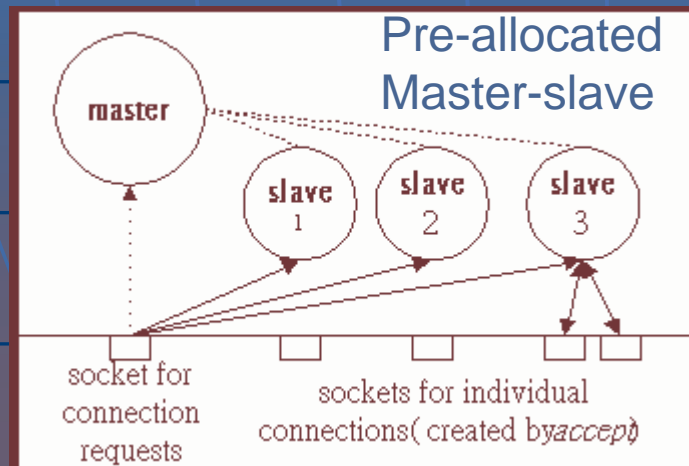 Pre-allocated
Master-slave
master
slave
1
slave
2
slave
3
socket for
connection
requests
sockets for individual
connections( created byaccept)